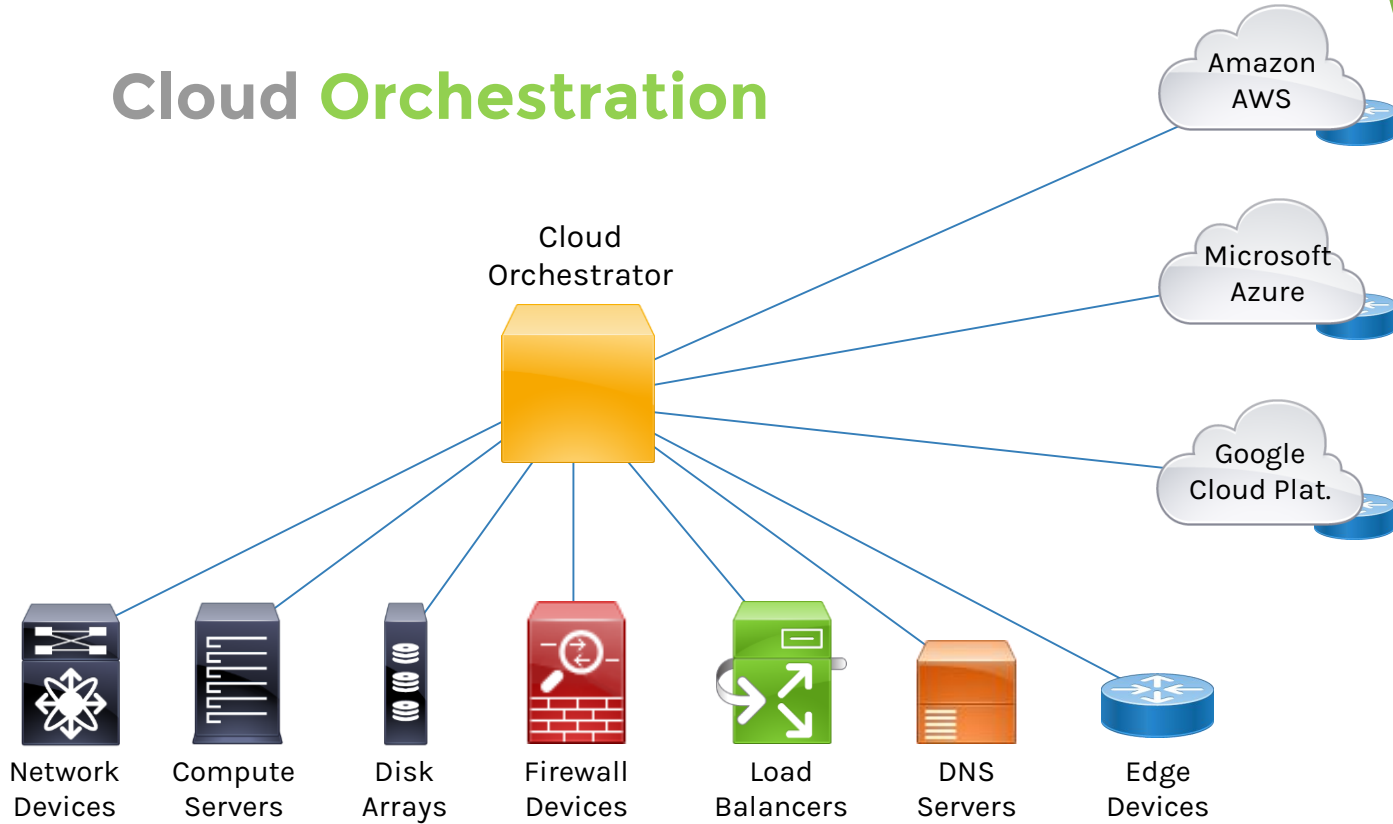 Cloud Orchestration
Amazon
AWS
Cloud
Orchestrator
Microsoft
Azure
Google
Cloud Plat.
Network
Devices
Compute
Servers
Disk
Arrays
Firewall
Devices
Load
Balancers
DNS
Servers
Edge
Devices